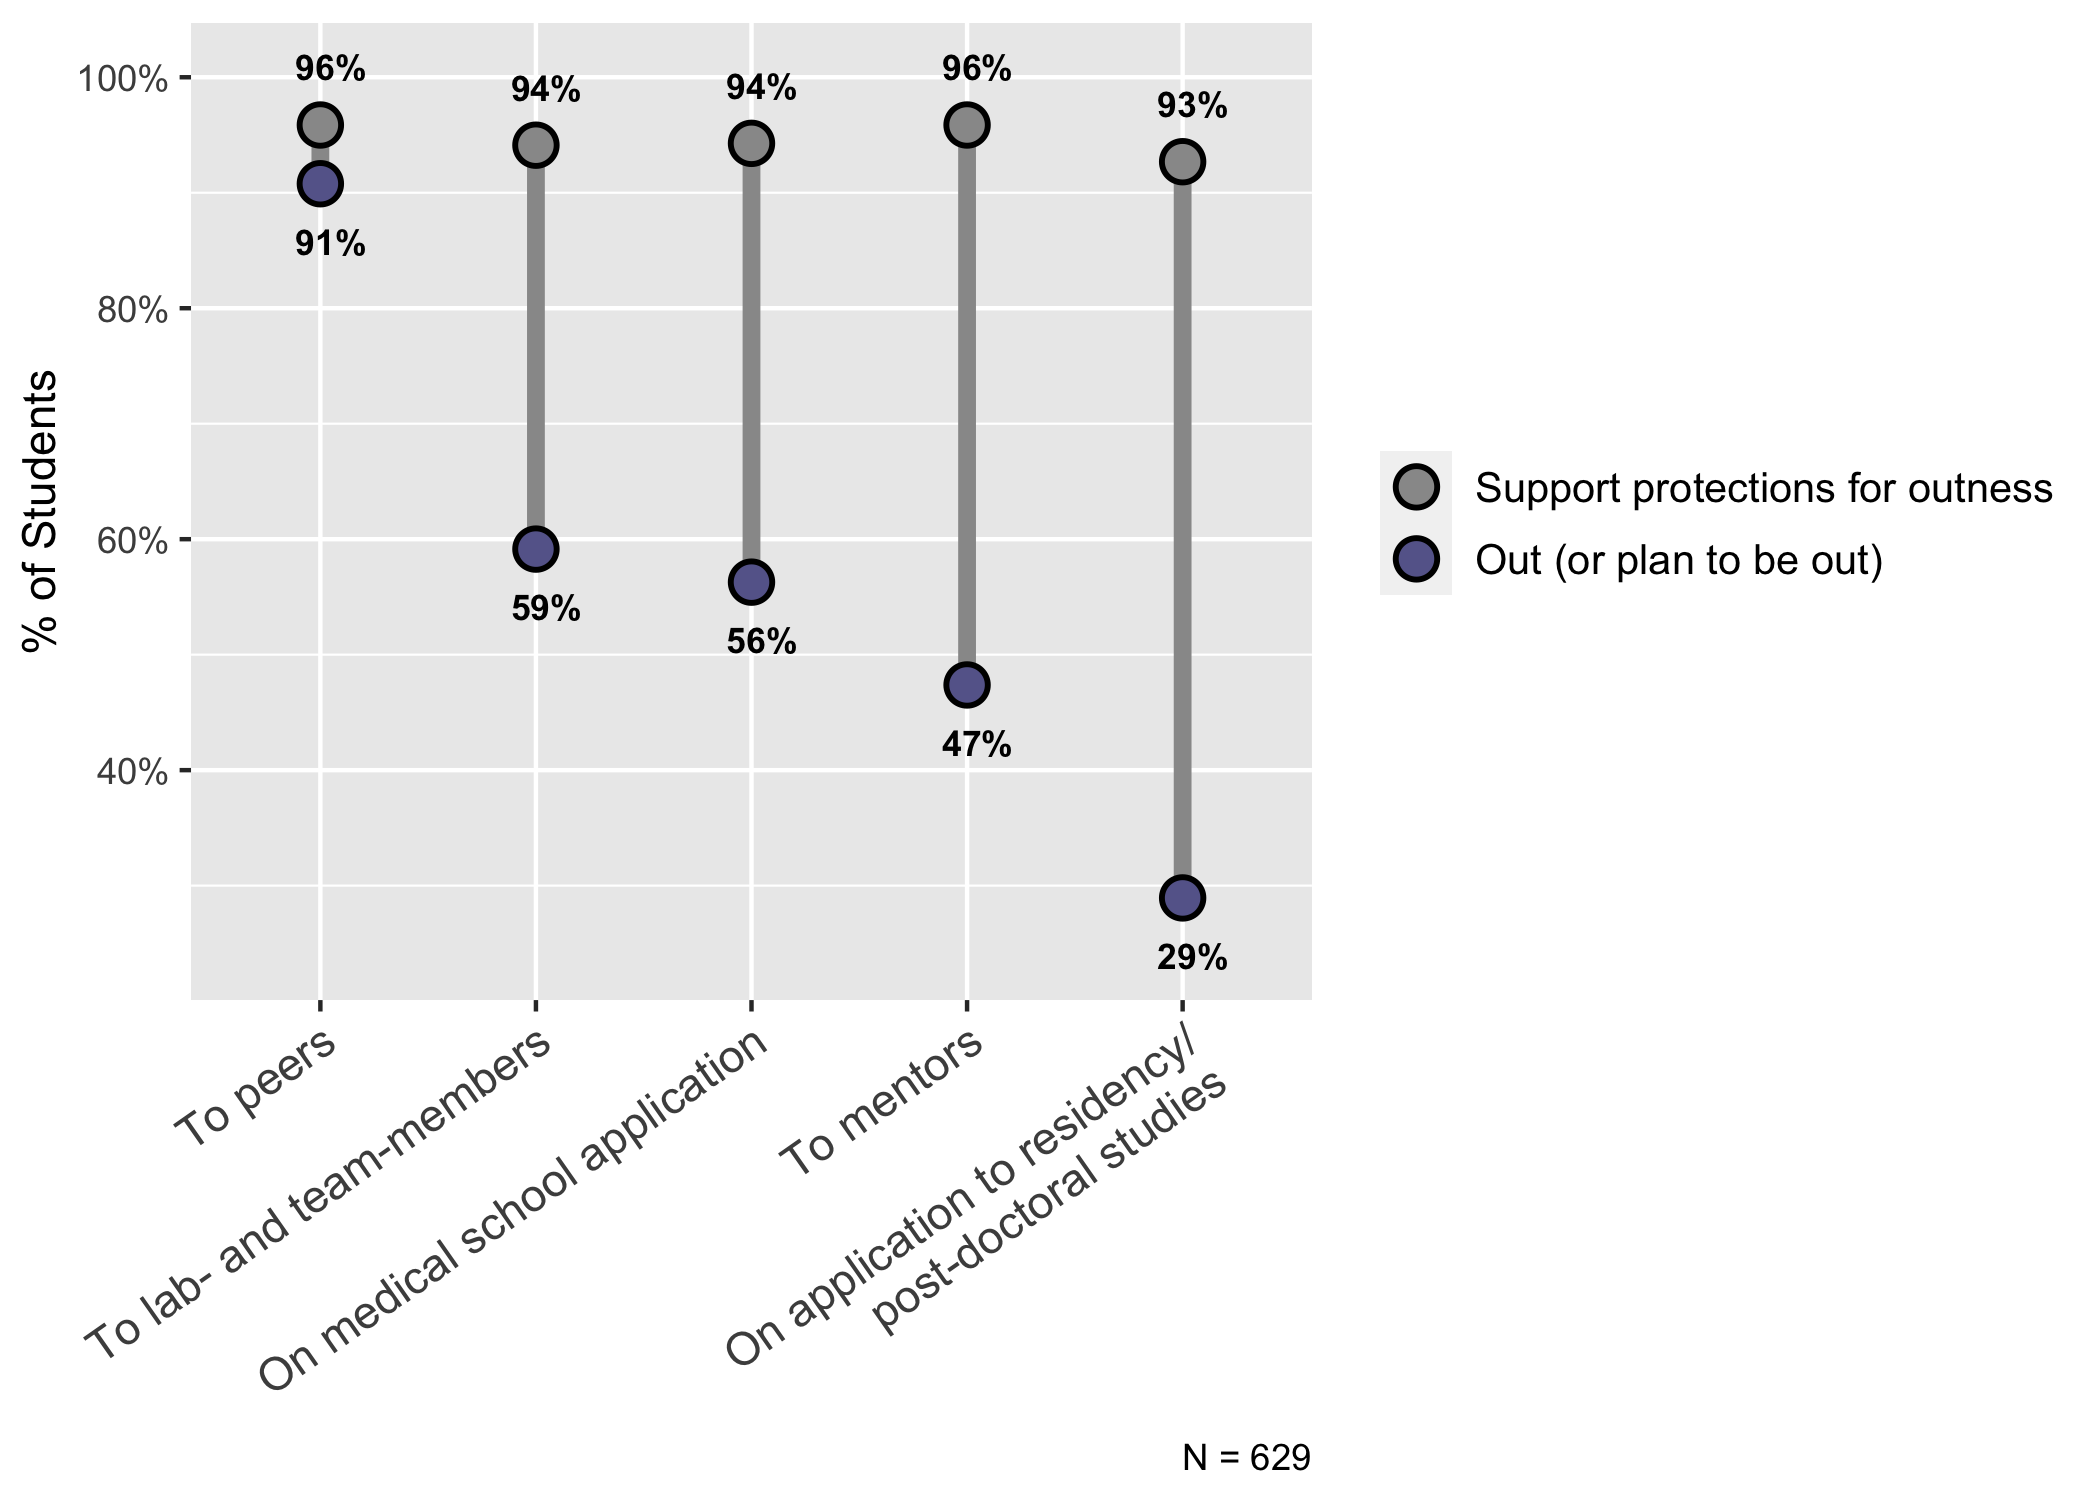 % of Students
100%
80%
60%
40%
96%
94%
94%
96%
93%
91%
59%
56%
47%
29%
To peers
To lab- and team-members
On medical school application
To mentors
On application to residency/
post-doctoral studies
Support protections for outness
Out (or plan to be out)
N = 629